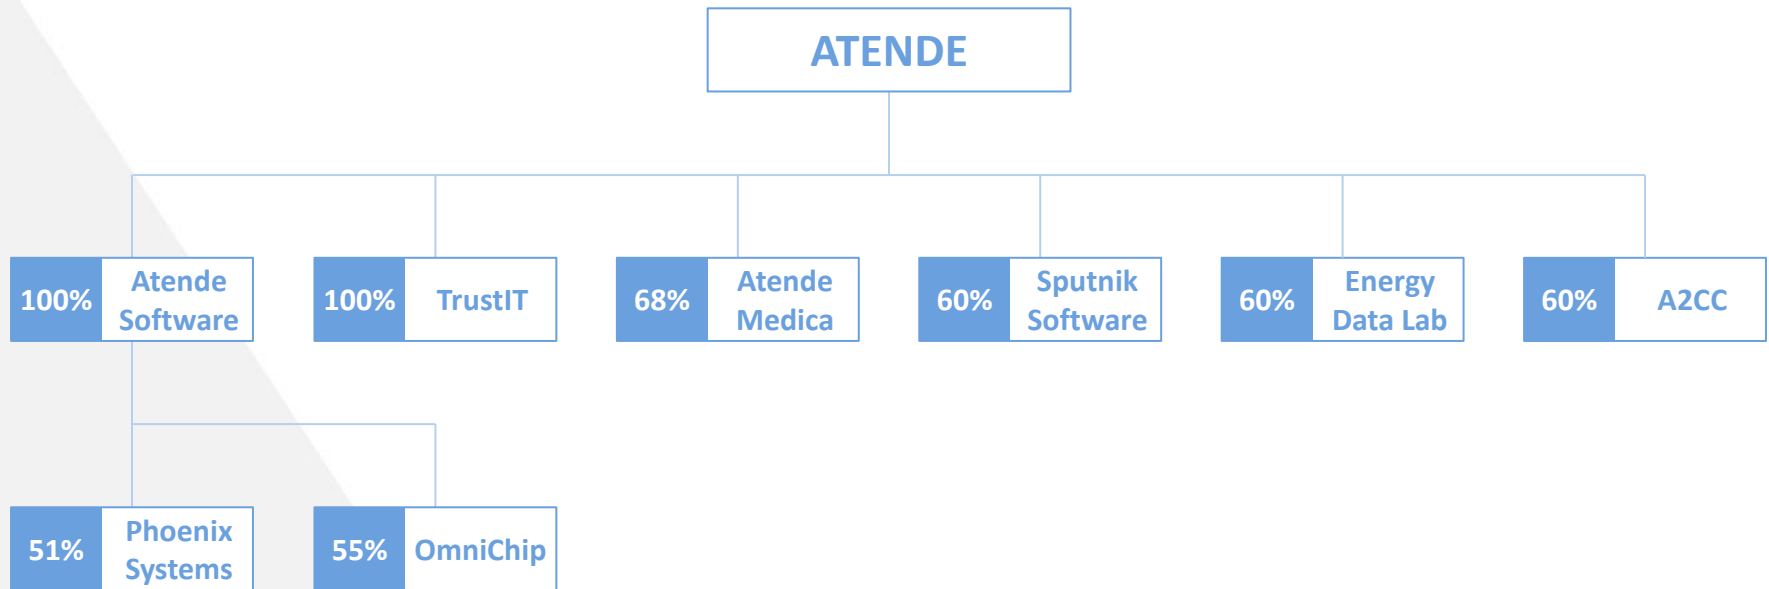 ATENDE
100%
Atende
Software
100%
TrustIT
68%
Atende
Medica
60%
Sputnik
Software
60%
Energy
Data Lab
60%
A2CC
51%
Phoenix
Systems
55%
OmniChip